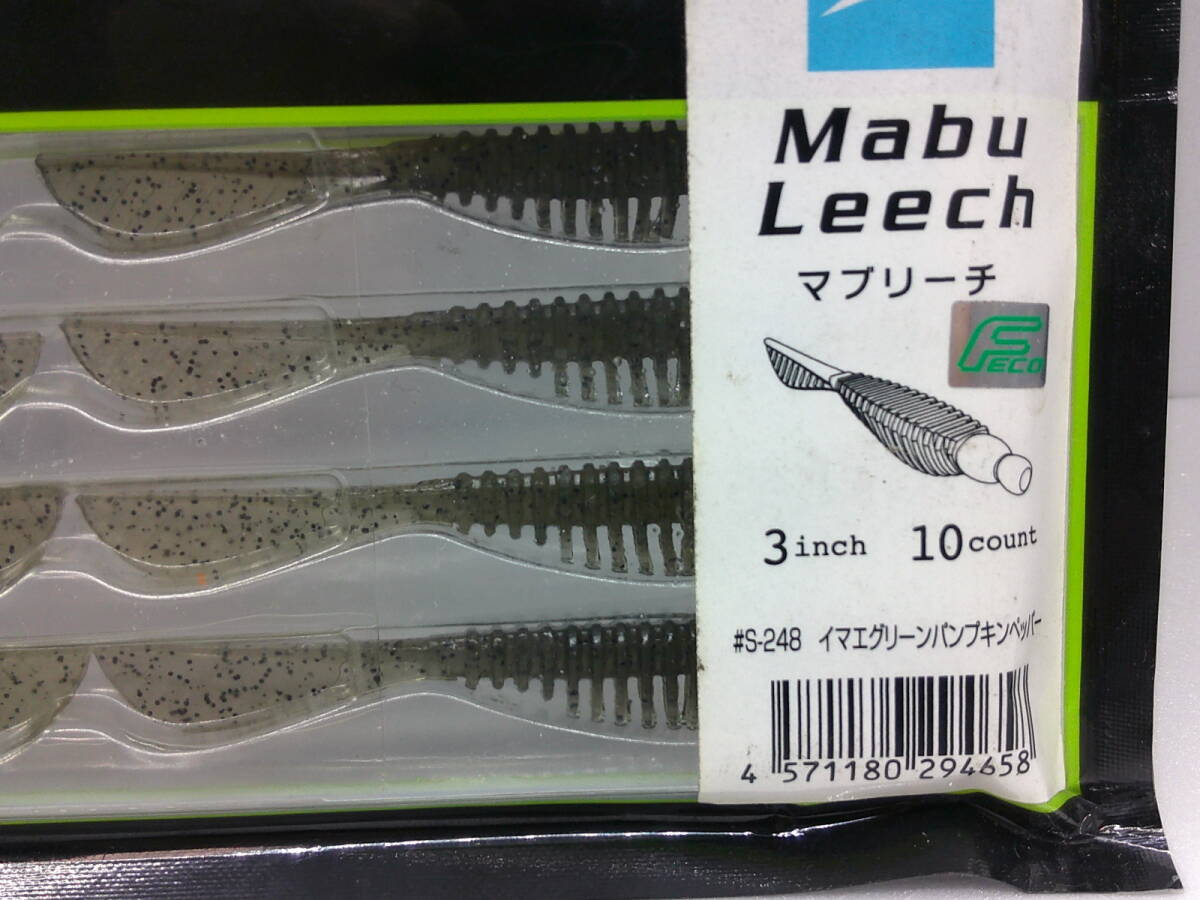 Mabu
Leech
マブリーチ
FECO
3inch 10count
#S-248 イマエグリーンパンプキンペッパー
4 571180 294658